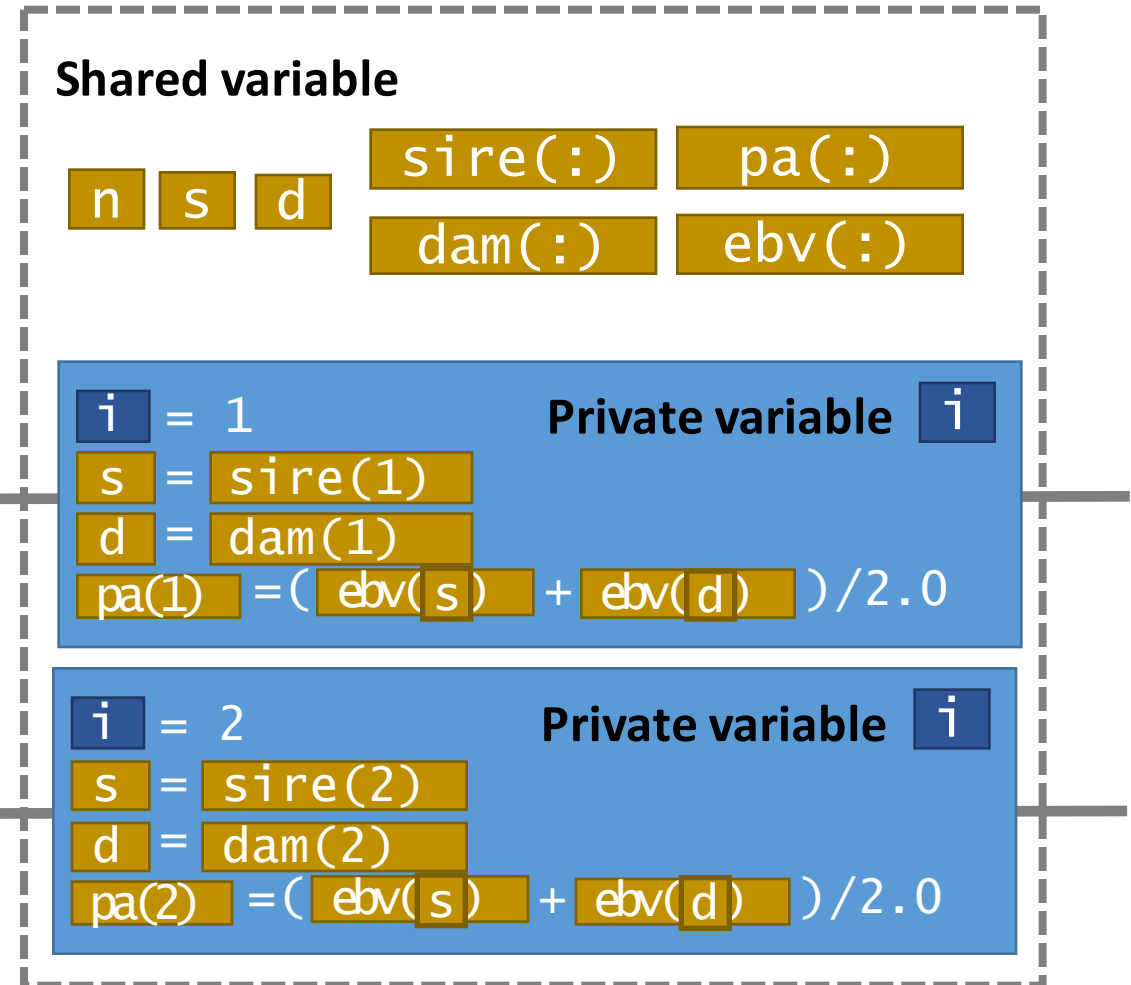 Shared variable
sire(:) pa(:)
n s d
dam(:) ebv(:)
i = 1 Private variable i
s = sire(1)
d = dam(1)
pa(1) =( ebv(s) + ebv(d) )/2.0
i = 2 Private variable i
s = sire(2)
d = dam(2)
pa(2) =( ebv(s) + ebv(d) )/2.0